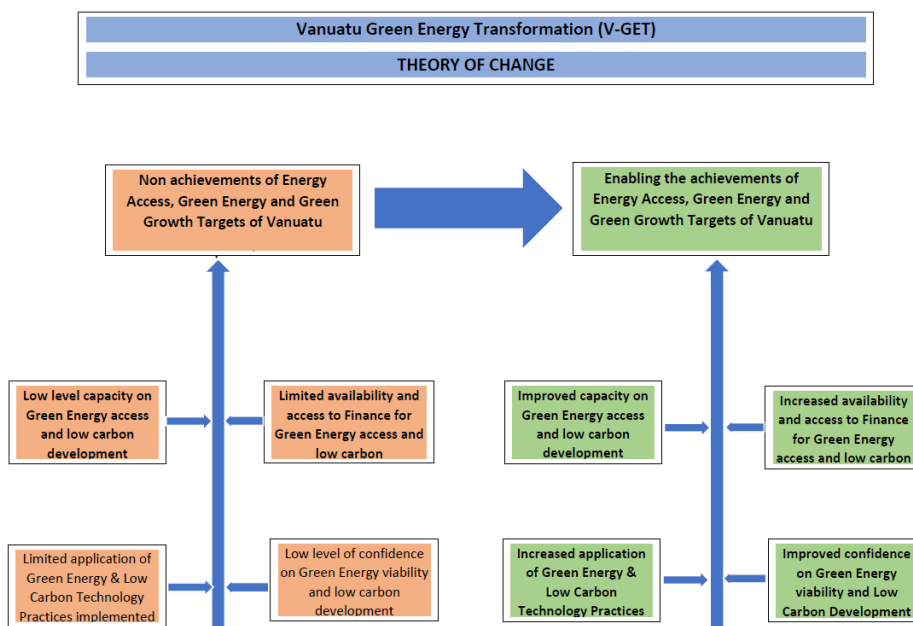 Vanuatu Green Energy Transformation (V-GET)
THEORY OF CHANGE
Non achievements of Energy
Access, Green Energy and Green
Growth Targets of Vanuatu
Enabling the achievements of
Energy Access, Green Energy and
Green Growth Targets of Vanuatu
Low level capacity on
Green Energy access
and low carbon
development
Limited availability and
access to Finance for
Green Energy access and
low carbon
Improved capacity on
Green Energy access
and low carbon
development
Increased availability
and access to Finance
for Green Energy
access and low carbon
Limited application of
Green Energy & Low
Carbon Technology
Practices implemented
Low level of confidence
on Green Energy viability
and low carbon
development
Increased application
of Green Energy &
Low Carbon
Technology Practices
Improved confidence
on Green Energy
viability and Low
Carbon Development